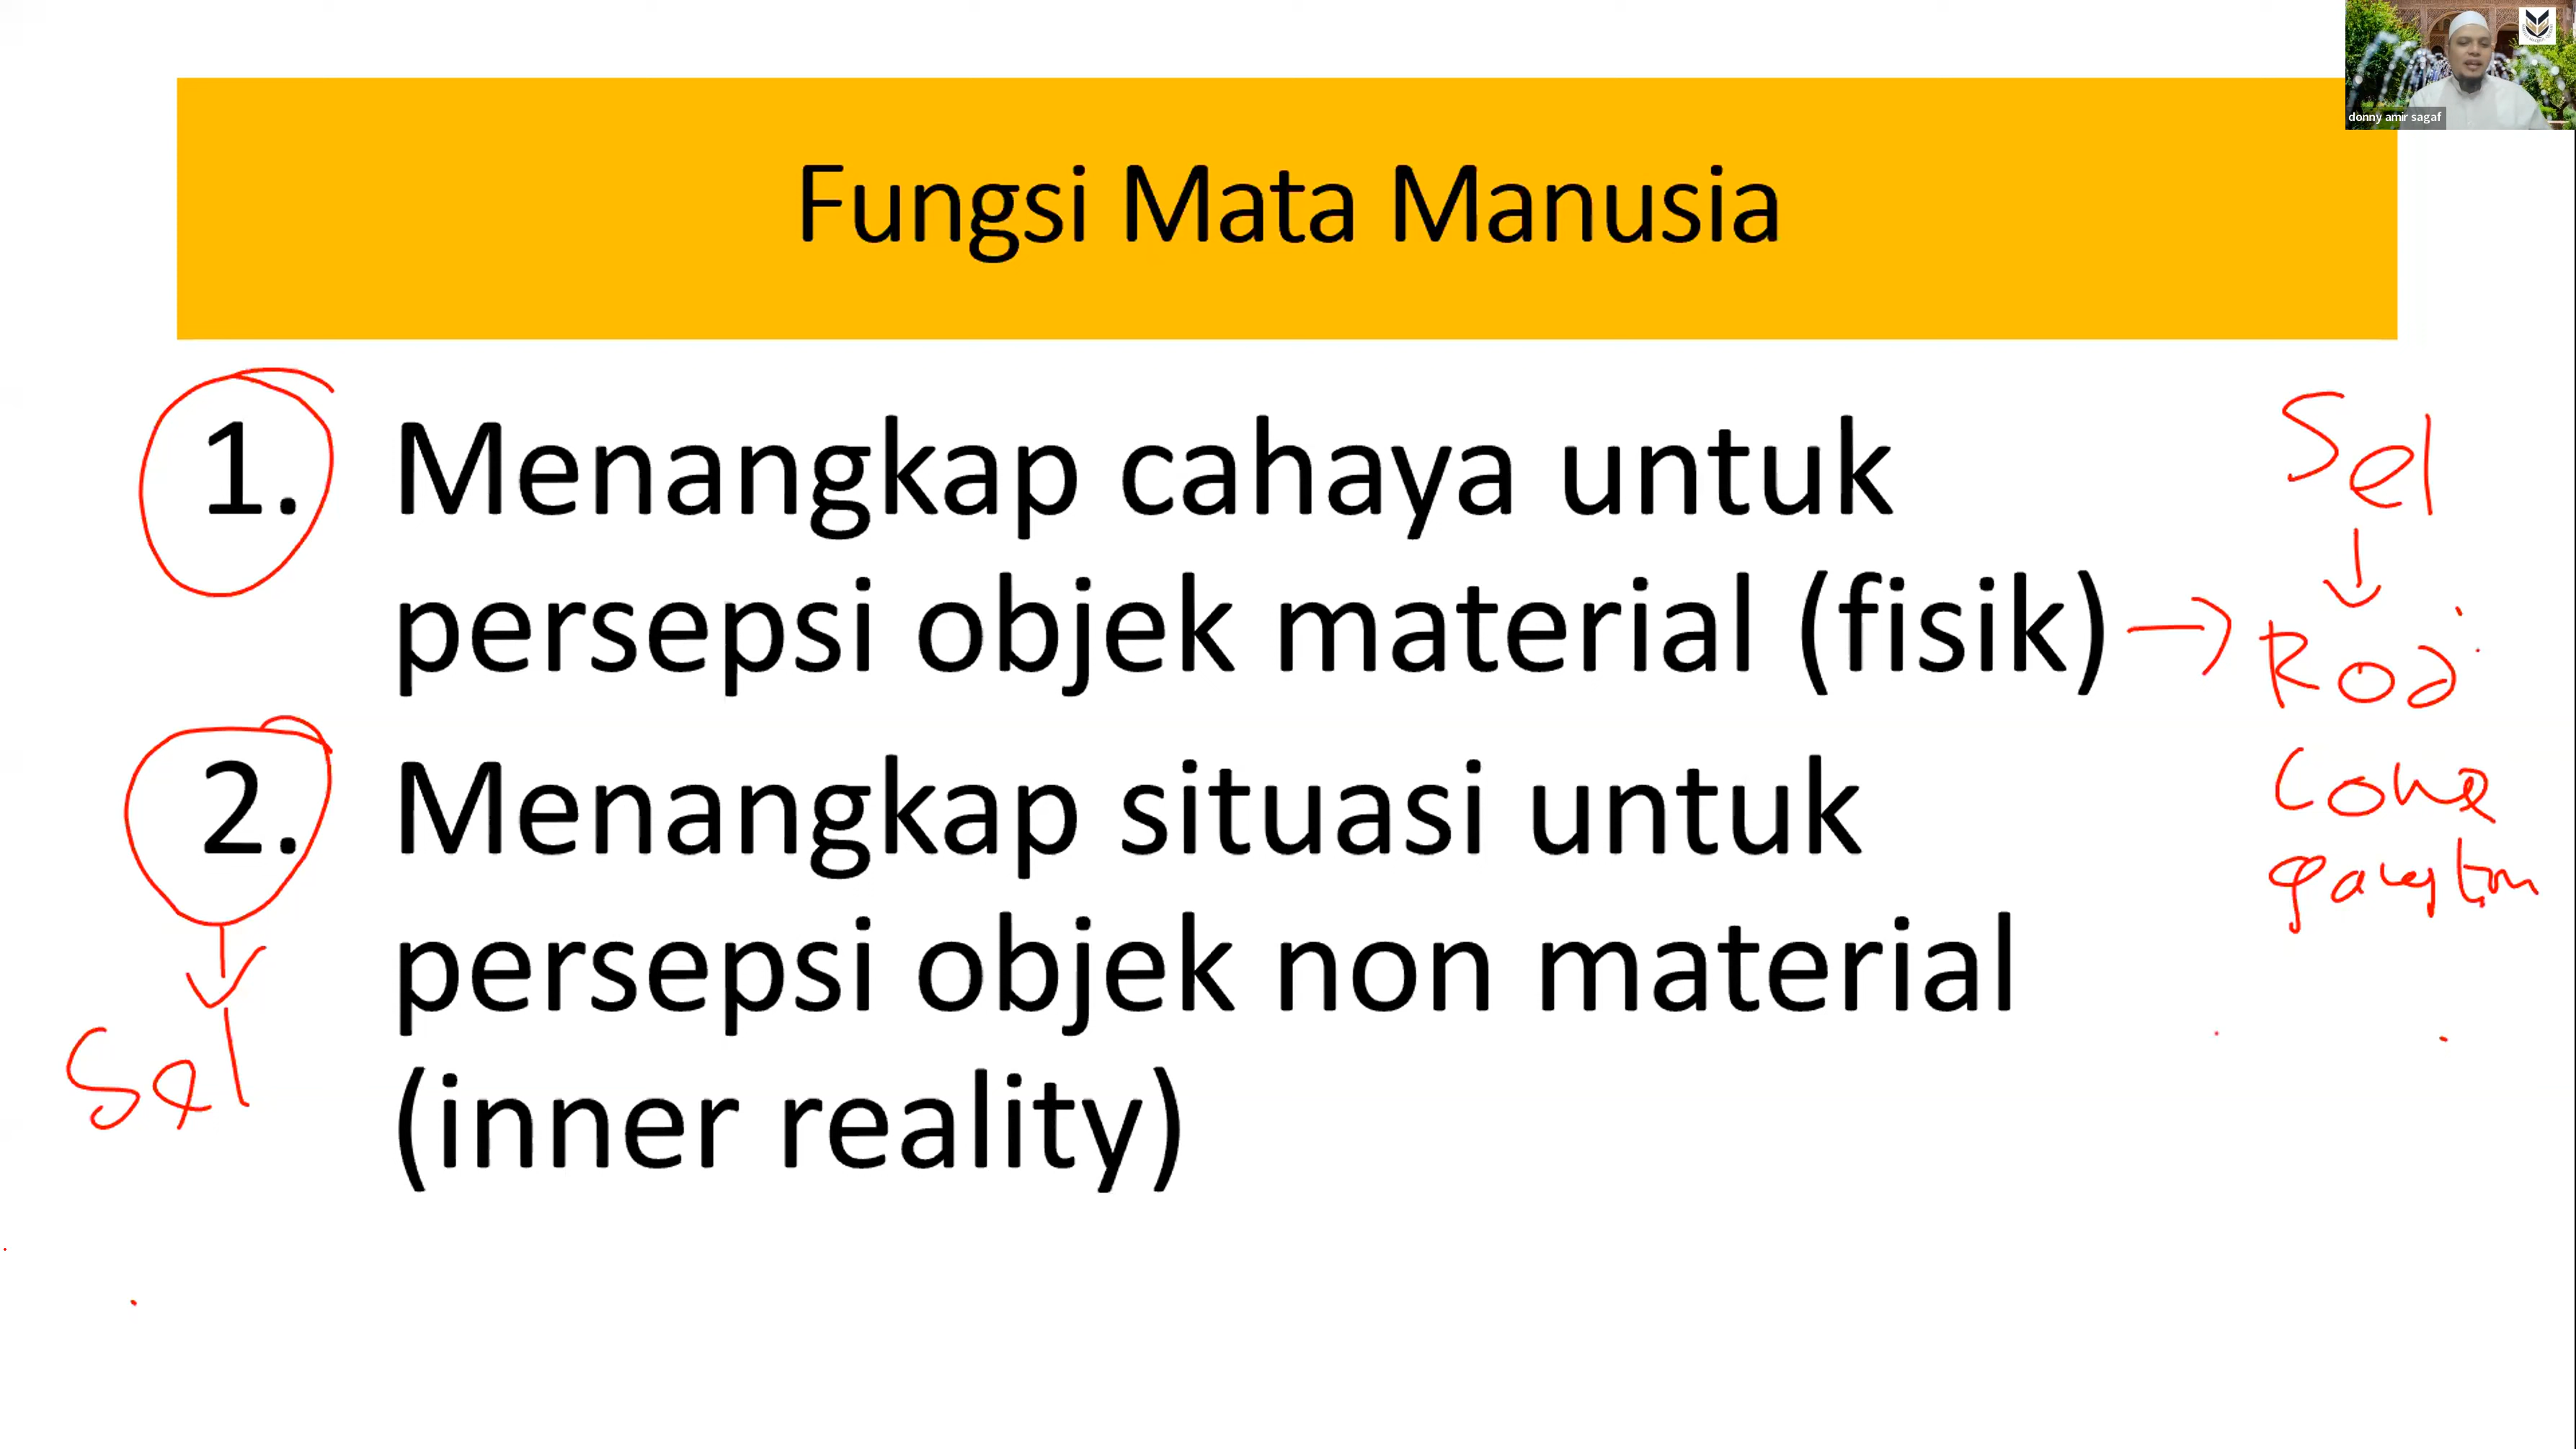 donny amir sagaf
Fungsi Mata Manusia
1. Menangkap cahaya untuk
persepsi objek material (fisik)
2. Menangkap situasi untuk
persepsi objek non material
(inner reality)
Sel
Rod
Cone
Sel